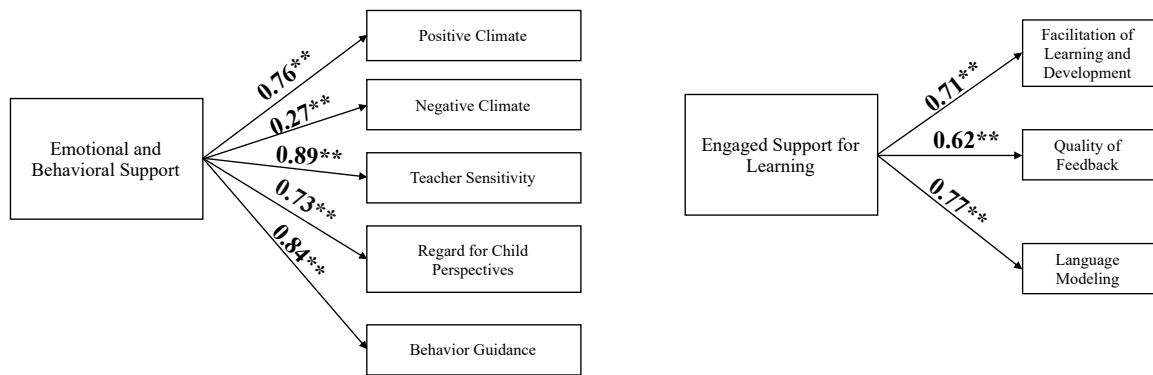 Emotional and
Behavioral Support
0.76**
0.27**
0.89**
0.73**
0.84**
Positive Climate
Negative Climate
Teacher Sensitivity
Regard for Child
Perspectives
Behavior Guidance
Engaged Support for
Learning
0.71**
0.62**
0.77**
Facilitation of
Learning and
Development
Quality of
Feedback
Language
Modeling